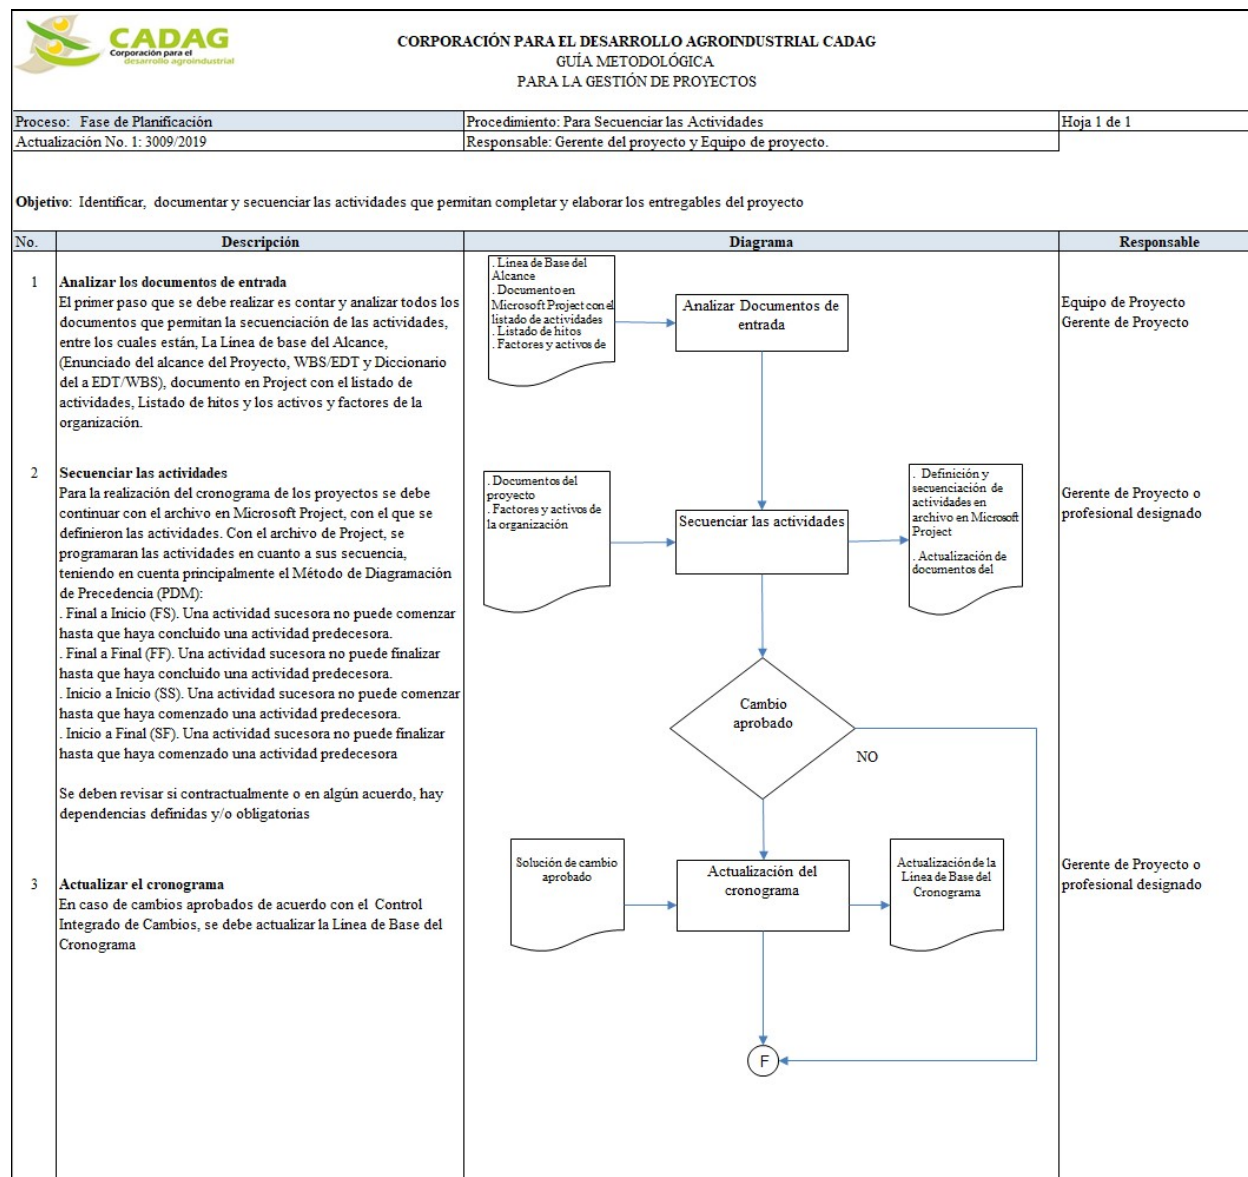 CADAG
Corporación para el
desarrollo agroindustrial
CORPORACIÓN PARA EL DESARROLLO AGROINDUSTRIAL CADAG
GUÍA METODOLÓGICA
PARA LA GESTIÓN DE PROYECTOS
Proceso: Fase de Planificación
Procedimiento: Para Secuenciar las Actividades
Hoja 1 de 1
Actualización No. 1: 3009/2019
Responsable: Gerente del proyecto y Equipo de proyecto.
Objetivo: Identificar, documentar y secuenciar las actividades que permitan completar y elaborar los entregables del proyecto
No.
Descripción
Diagrama
Responsable
1
Analizar los documentos de entrada
El primer paso que se debe realizar es contar y analizar todos los
documentos que permitan la secuenciación de las actividades,
entre los cuales están, La Linea de base del Alcance,
(Enunciado del alcance del Proyecto, WBS/EDT y Diccionario
del a EDT/WBS), documento en Project con el listado de
actividades, Listado de hitos y los activos y factores de la
organización.
. Linea de Base del
Alcance
. Documento en
Microsoft Project con el
listado de actividades
. Listado de hitos
. Factores y activos de
Analizar Documentos de
entrada
Equipo de Proyecto
Gerente de Proyecto
2
Secuenciar las actividades
Para la realización del cronograma de los proyectos se debe
continuar con el archivo en Microsoft Project, con el que se
definieron las actividades. Con el archivo de Project, se
programaran las actividades en cuanto a sus secuencia,
teniendo en cuenta principalmente el Método de Diagramación
de Precedencia (PDM):
. Final a Inicio (FS). Una actividad sucesora no puede comenzar
hasta que haya concluido una actividad predecesora.
. Final a Final (FF). Una actividad sucesora no puede finalizar
hasta que haya concluido una actividad predecesora.
. Inicio a Inicio (SS). Una actividad sucesora no puede comenzar
hasta que haya comenzado una actividad predecesora.
. Inicio a Final (SF). Una actividad sucesora no puede finalizar
hasta que haya comenzado una actividad predecesora
Se deben revisar si contractualmente o en algún acuerdo, hay
dependencias definidas y/o obligatorias
. Documentos del
proyecto
. Factores y activos de
la organización
Secuenciar las actividades
. Definición y
secuenciación de
actividades en
archivo en Microsoft
Project
. Actualización de
documentos del
Gerente de Proyecto o
profesional designado
Cambio
aprobado
NO
3
Actualizar el cronograma
En caso de cambios aprobados de acuerdo con el Control
Integrado de Cambios, se debe actualizar la Linea de Base del
Cronograma
Solución de cambio
aprobado
Actualización del
cronograma
Actualización de la
Linea de Base del
Cronograma
Gerente de Proyecto o
profesional designado
F